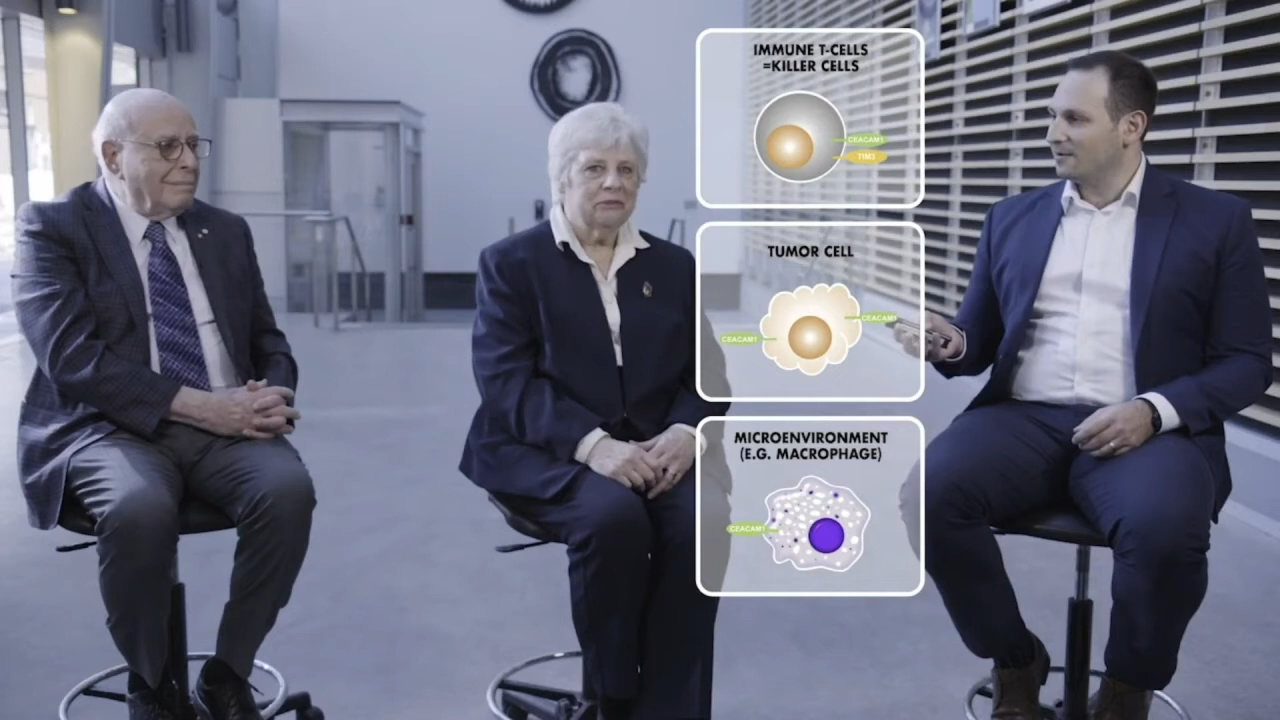 IMMUNE T-CELLS
=KILLER CELLS
CEACAM1
TIM3
TUMOR CELL
CEACAM1
CEACAM1
MICROENVIRONMENT
(E.G. MACROPHAGE)
CEACAM1